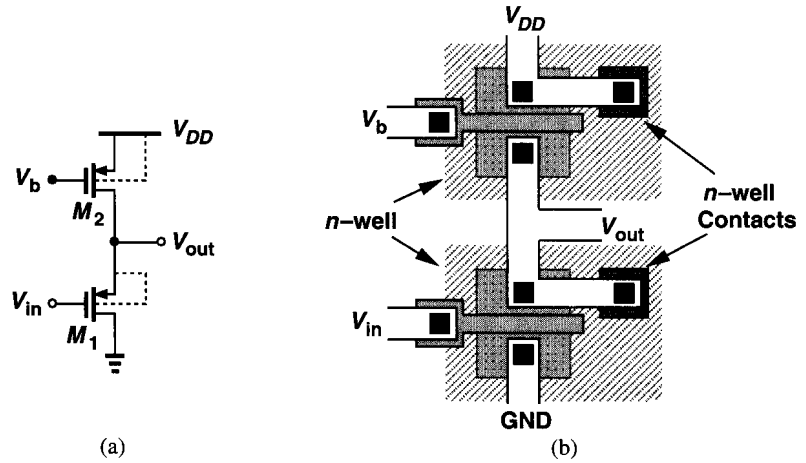 V_DD
V_b
M_2
V_out
V_in
M_1
(a)
V_DD
V_b
n-well
n-well
Contacts
V_out
V_in
GND
(b)